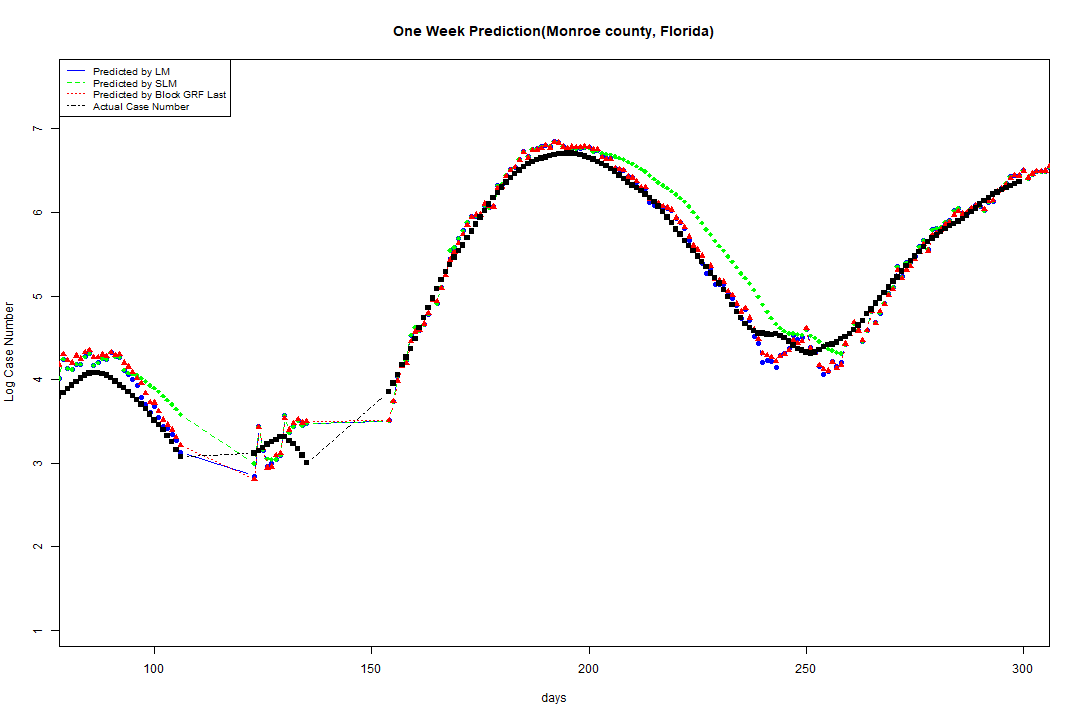 One Week Prediction(Monroe county, Florida)
Predicted by LM
Predicted by SLM
Predicted by Block GRF Last
Actual Case Number
7
6
5
4
3
2
1
Log Case Number
100 150 200 250 300
days